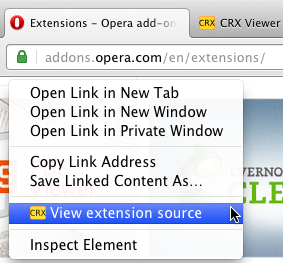 Extensions - Opera add-on
CRX Viewer
addons.opera.com/en/extensions/
Open Link in New Tab
Open Link in New Window
Open Link in Private Window
Copy Link Address
Save Linked Content As...
CRX View extension source
Inspect Element
EVERNO
CLE